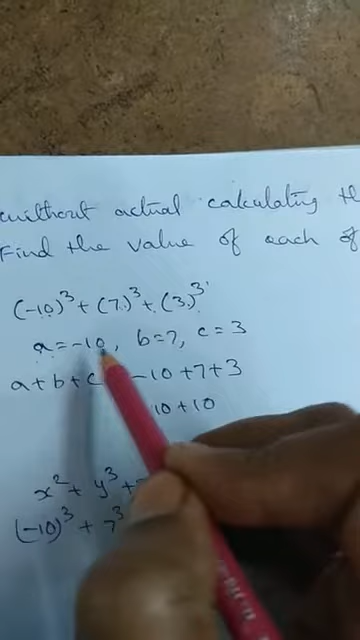 without actual calculating th
Find the value of each of
(-10)³ + (7)³ + (3)³
a = -10, b = 7, c = 3
a + b + c -10 + 7 + 3
10 + 10
x² + y³ +
(-10)³ + 7³